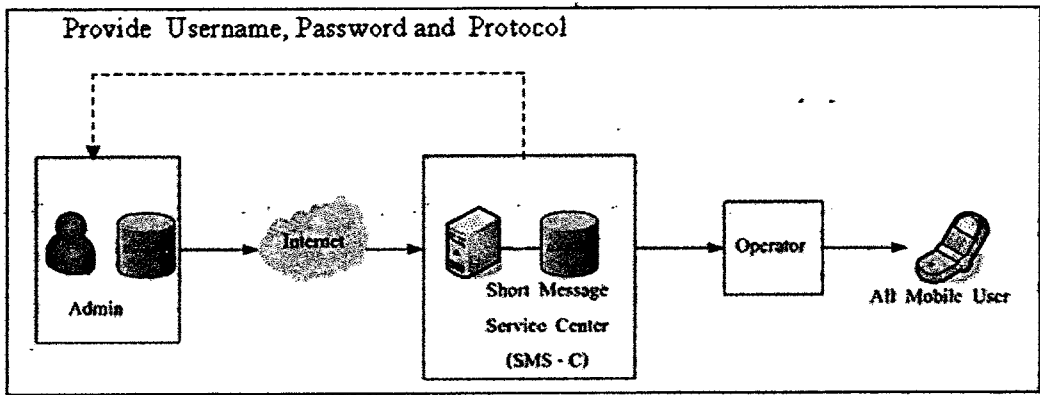 Provide Username, Password and Protocol
Admin
Internet
Short Message
Service Center
(SMS - C)
Operator
All Mobile User